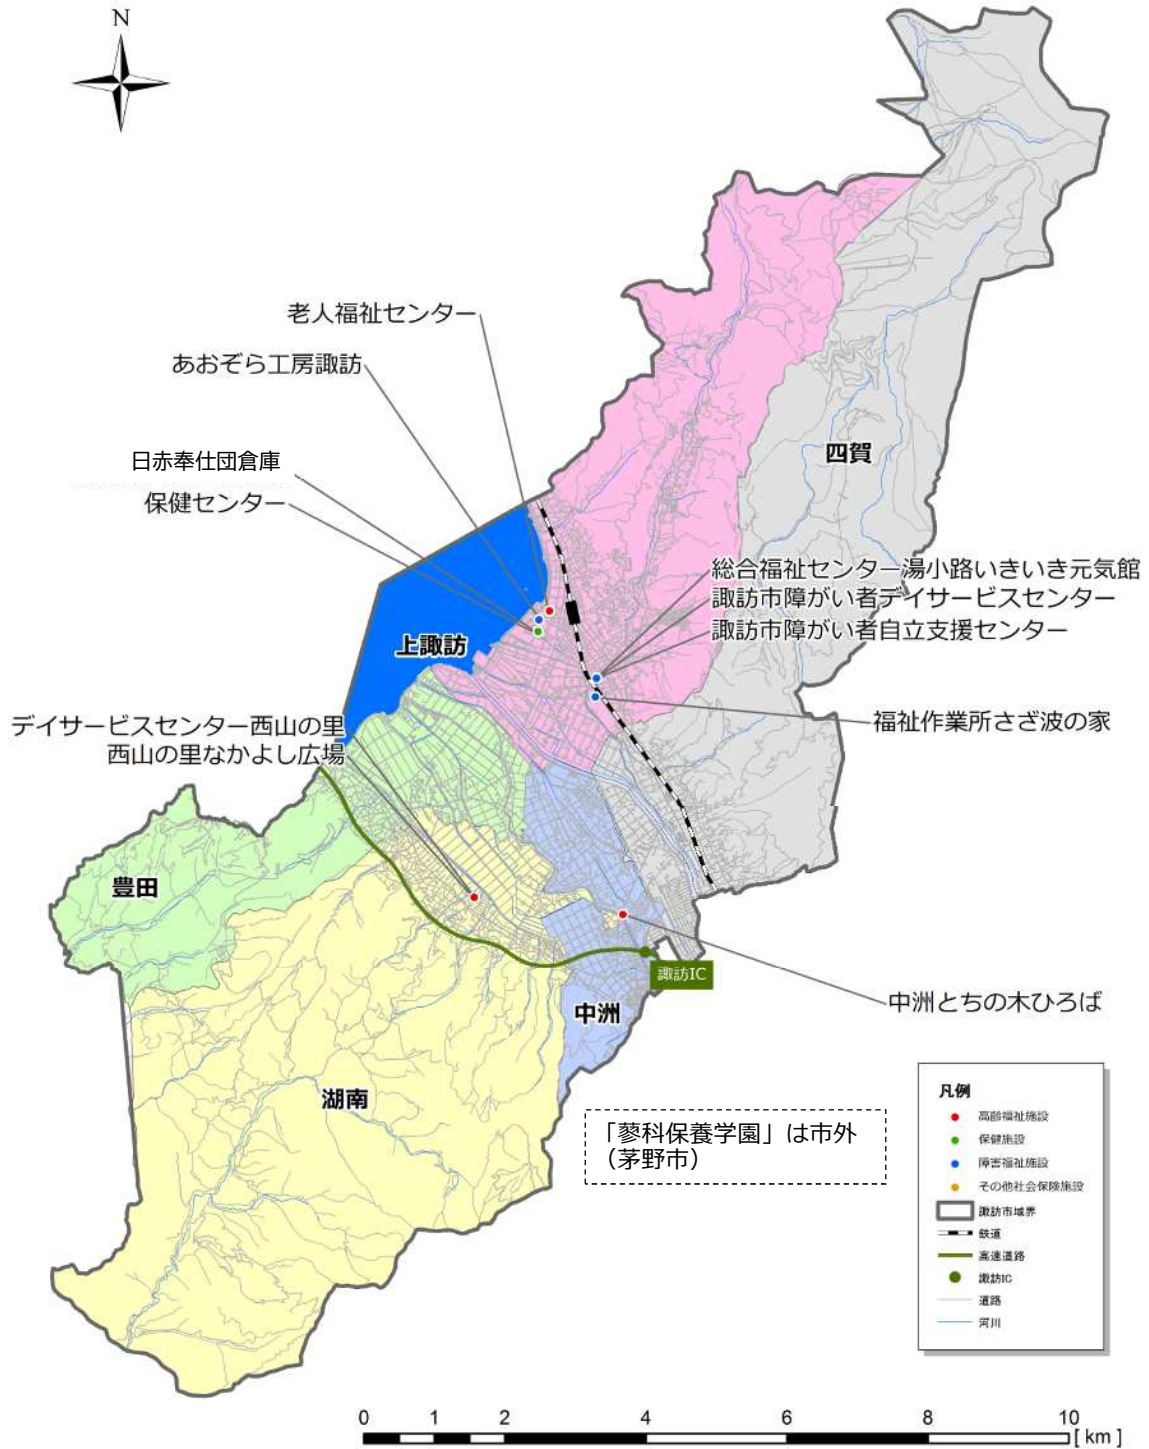 N
老人福祉センター
あおぞら工房諏訪
日赤奉仕団倉庫
保健センター
四賀
総合福祉センター湯小路いきいき元気館
諏訪市障がい者デイサービスセンター
諏訪市障がい者自立支援センター
上諏訪
福祉作業所さざ波の家
デイサービスセンター西山の里
西山の里なかよし広場
豊田
諏訪IC
中洲とちの木ひろば
中洲
湖南
「蓼科保養学園」は市外
（茅野市）
凡例
高齢福祉施設
保健施設
障害福祉施設
その他社会保険施設
諏訪市域界
鉄道
高速道路
諏訪IC
道路
河川
0 1 2 4 6 8 10
[ km ]